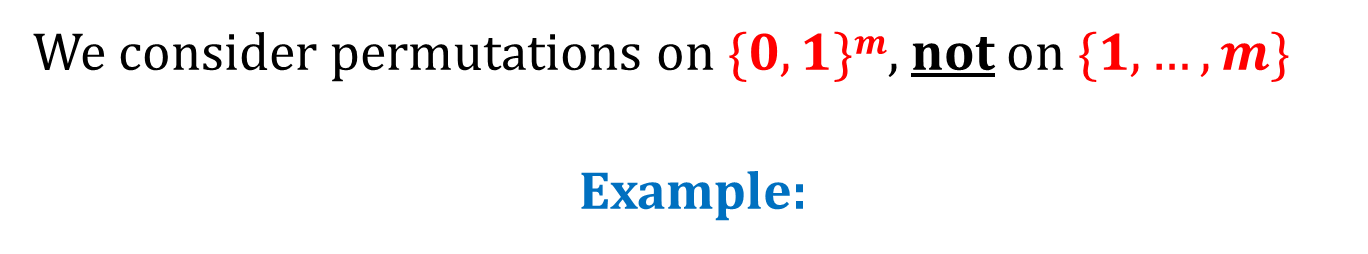 We consider permutations on {0, 1}ᵐ, not on {1, … , m}
Example: